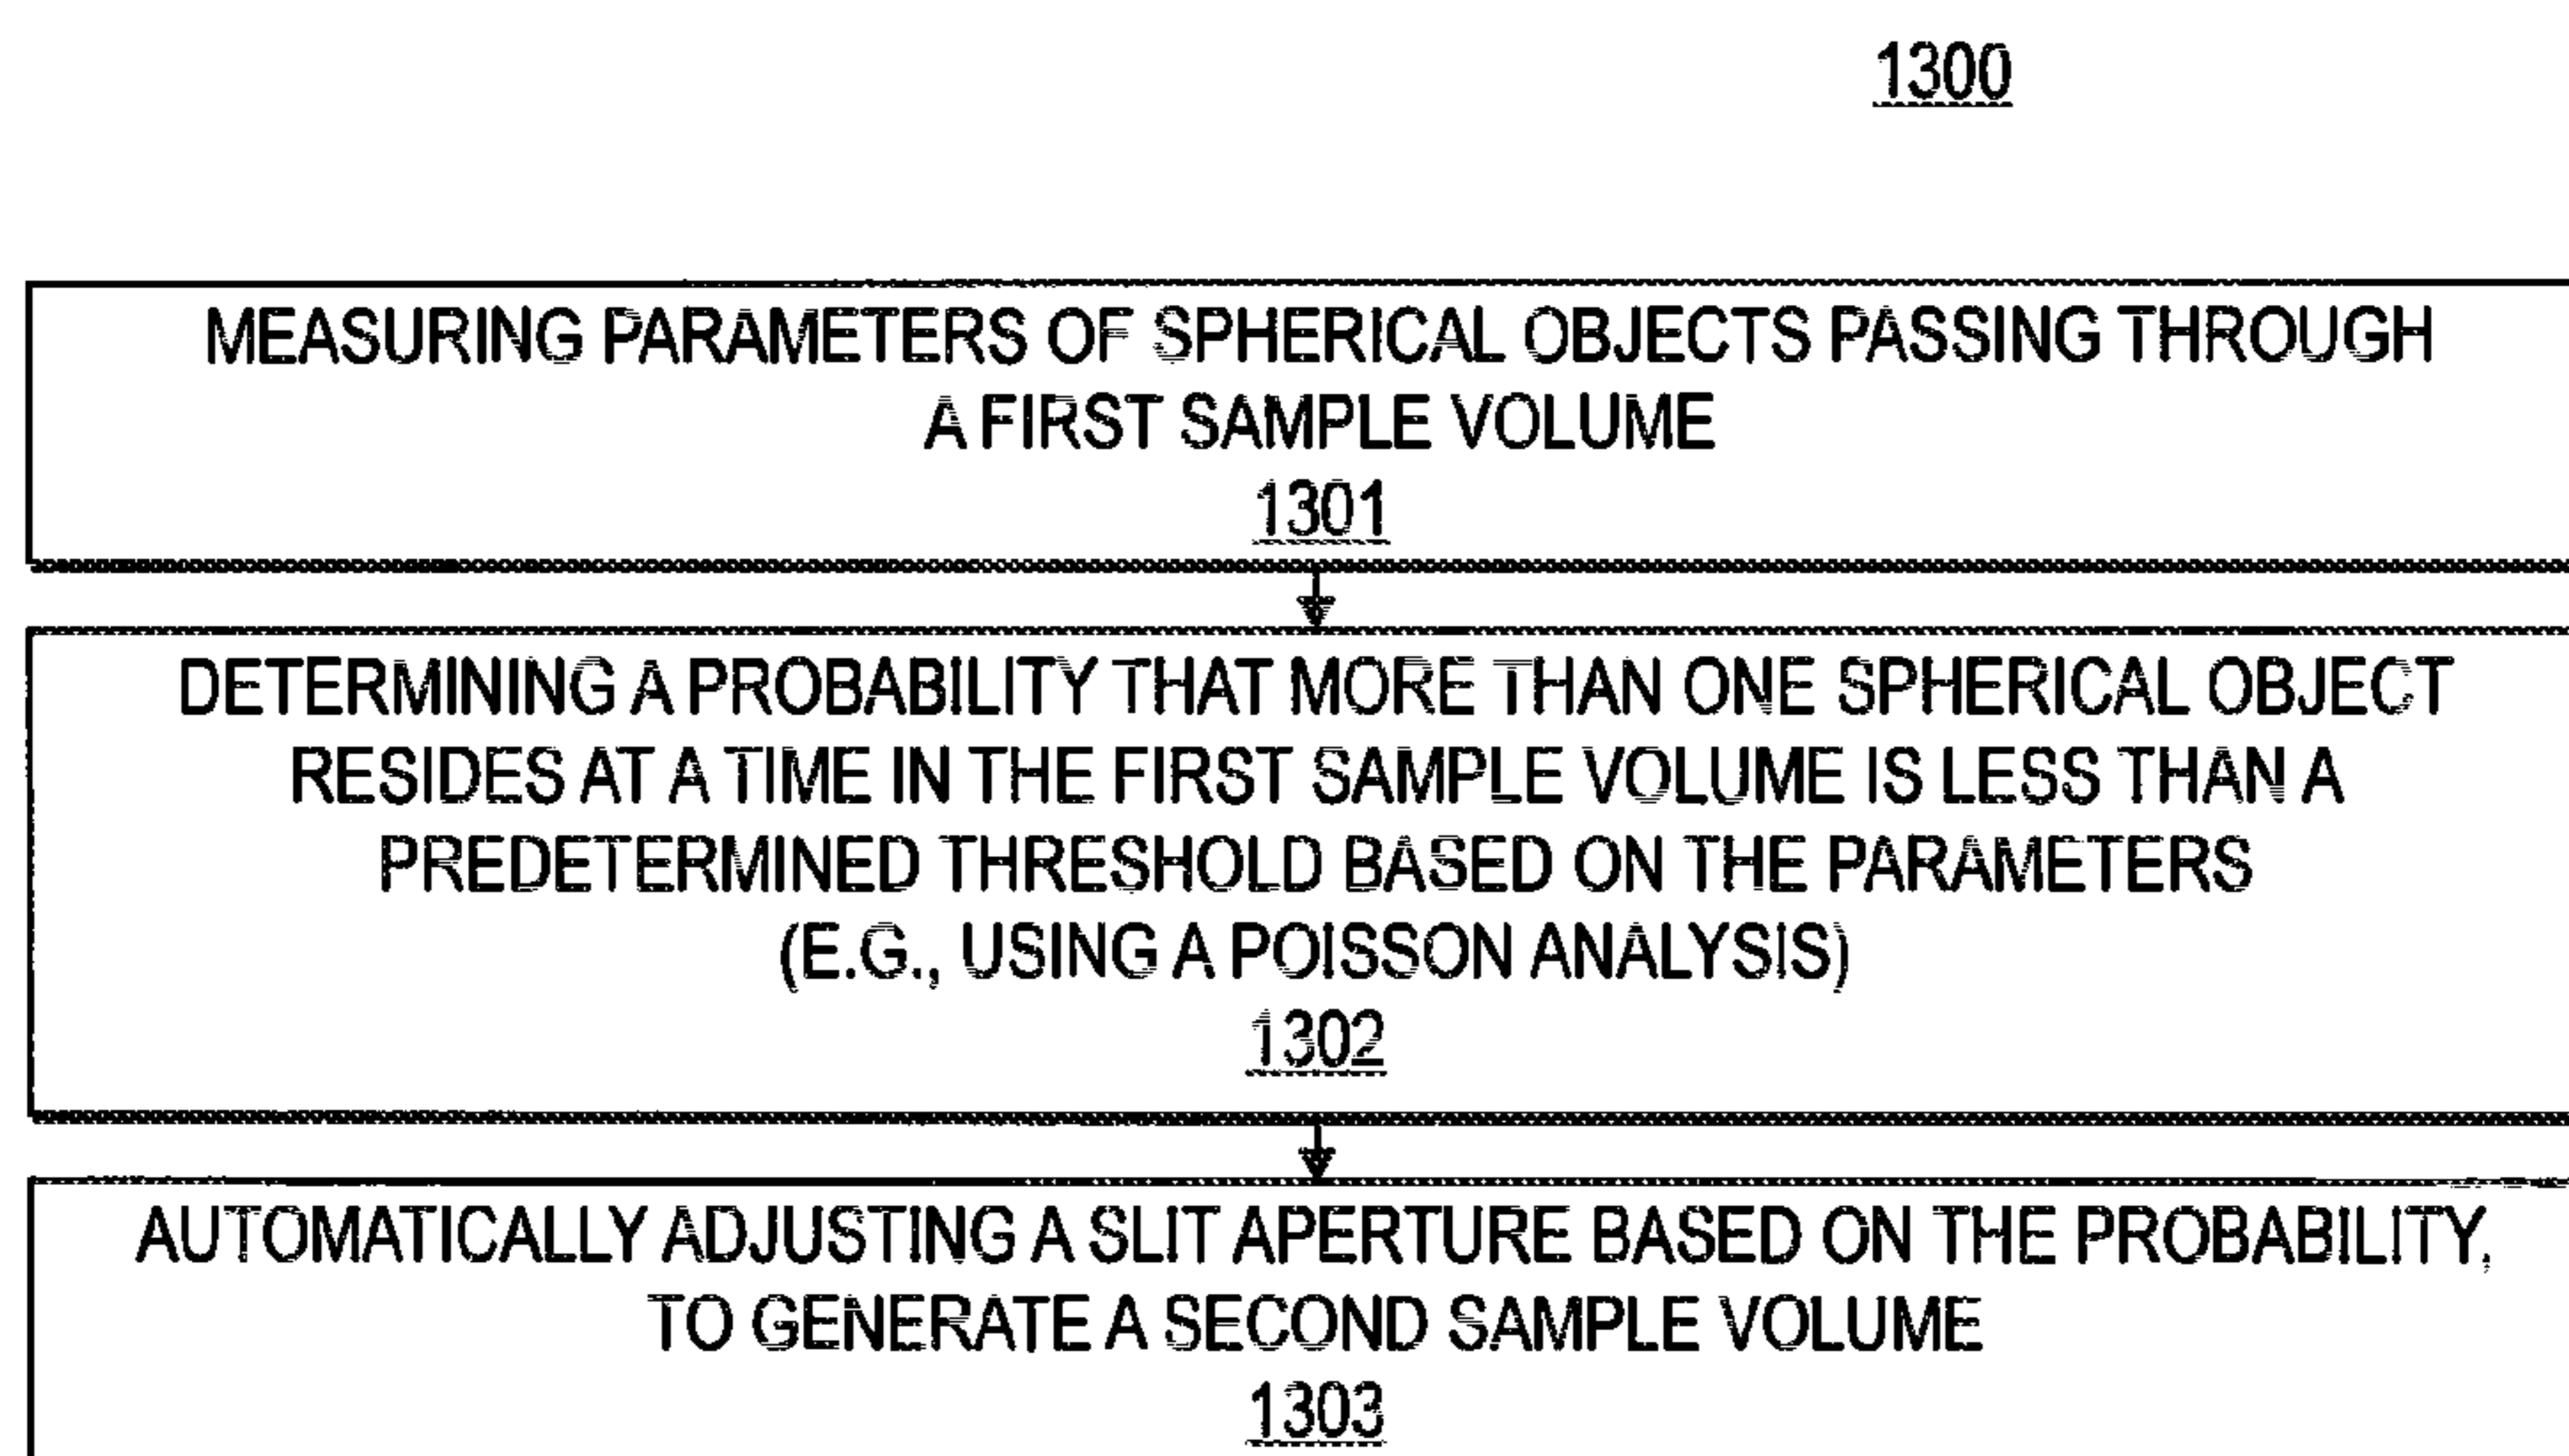 1300
MEASURING PARAMETERS OF SPHERICAL OBJECTS PASSING THROUGH
A FIRST SAMPLE VOLUME
1301
DETERMINING A PROBABILITY THAT MORE THAN ONE SPHERICAL OBJECT
RESIDES AT A TIME IN THE FIRST SAMPLE VOLUME IS LESS THAN A
PREDETERMINED THRESHOLD BASED ON THE PARAMETERS
(E.G., USING A POISSON ANALYSIS)
1302
AUTOMATICALLY ADJUSTING A SLIT APERTURE BASED ON THE PROBABILITY,
TO GENERATE A SECOND SAMPLE VOLUME
1303